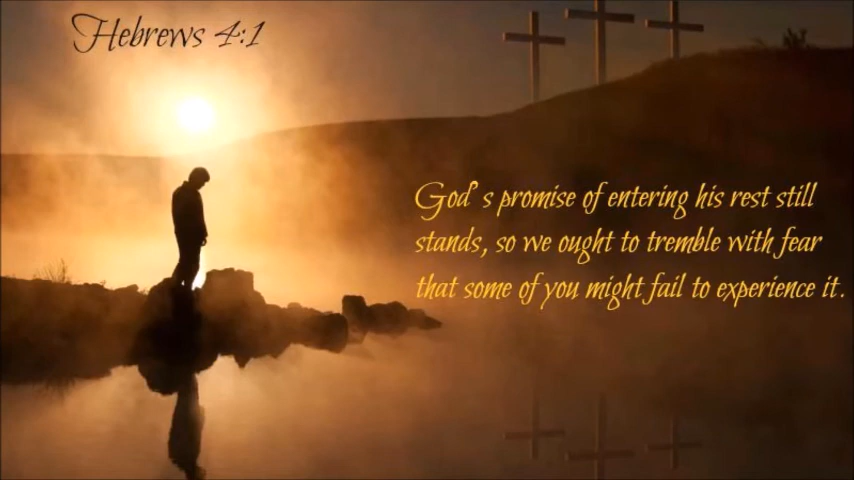 Hebrews 4:1
God's promise of entering his rest still
stands, so we ought to tremble with fear
that some of you might fail to experience it.